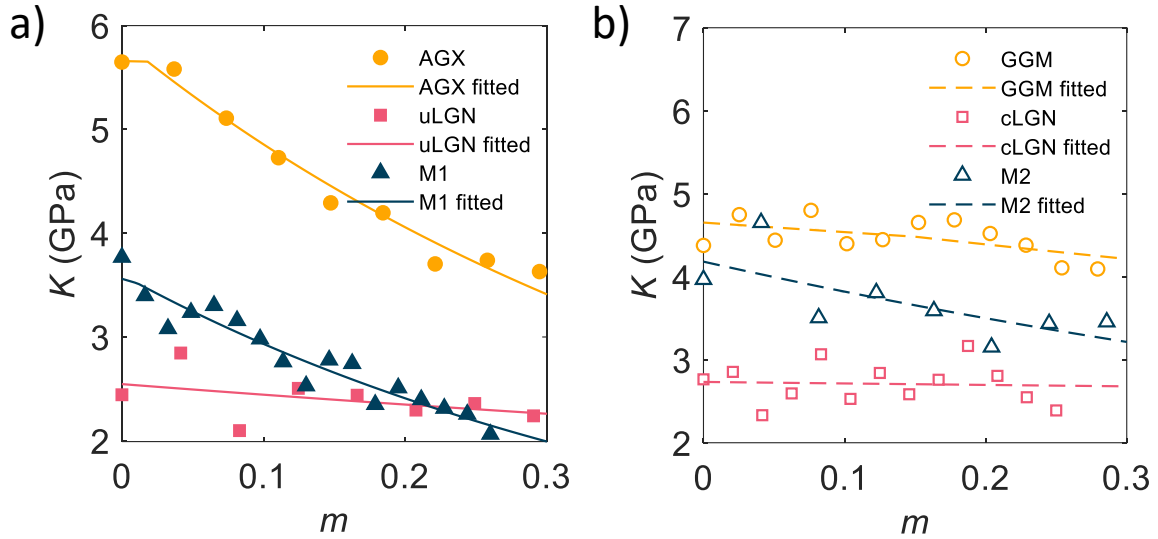 a)
6
5
4
3
2
K (GPa)
AGX
AGX fitted
uLGN
uLGN fitted
M1
M1 fitted
0
0.1
0.2
0.3
m
b)
7
6
5
4
3
2
K (GPa)
GGM
GGM fitted
cLGN
cLGN fitted
M2
M2 fitted
0
0.1
0.2
0.3
m